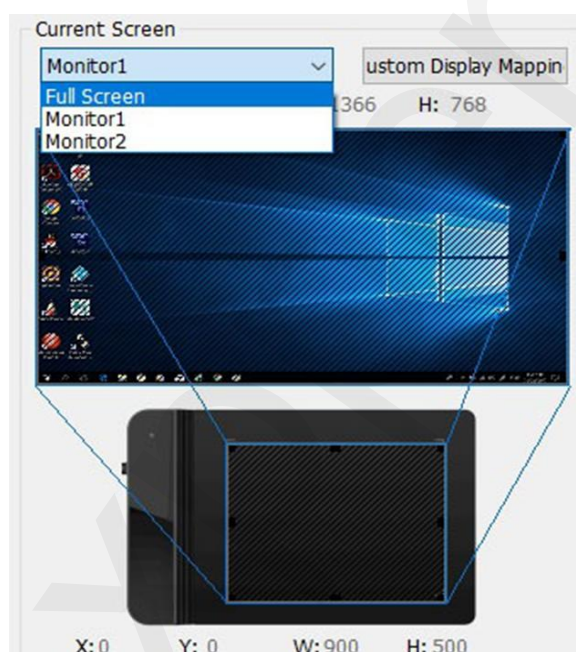 Current Screen
Monitor1
ustom Display Mappin
Full Screen
1366 H: 768
Monitor1
Monitor2
X: 0 Y: 0 W: 900 H: 500